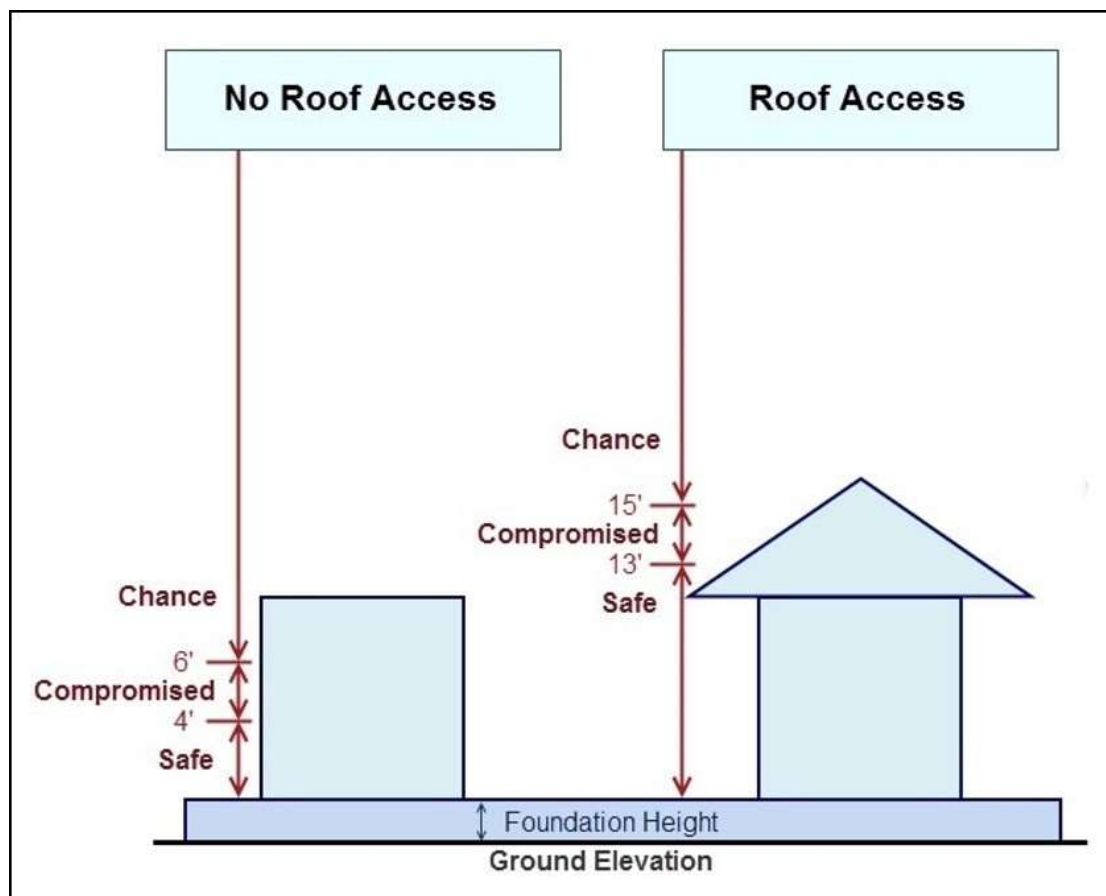 No Roof Access
Roof Access
Chance
15'
Compromised
13'
Safe
Chance
6'
Compromised
4'
Safe
Foundation Height
Ground Elevation